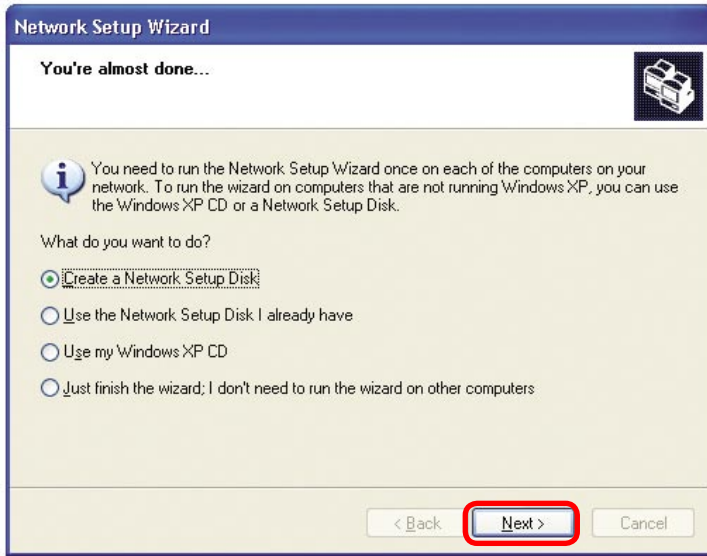 Network Setup Wizard
You're almost done...
You need to run the Network Setup Wizard once on each of the computers on your
network. To run the wizard on computers that are not running Windows XP, you can use
the Windows XP CD or a Network Setup Disk.
What do you want to do?
Create a Network Setup Disk
Use the Network Setup Disk I already have
Use my Windows XP CD
Just finish the wizard; I don't need to run the wizard on other computers
< Back Next > Cancel